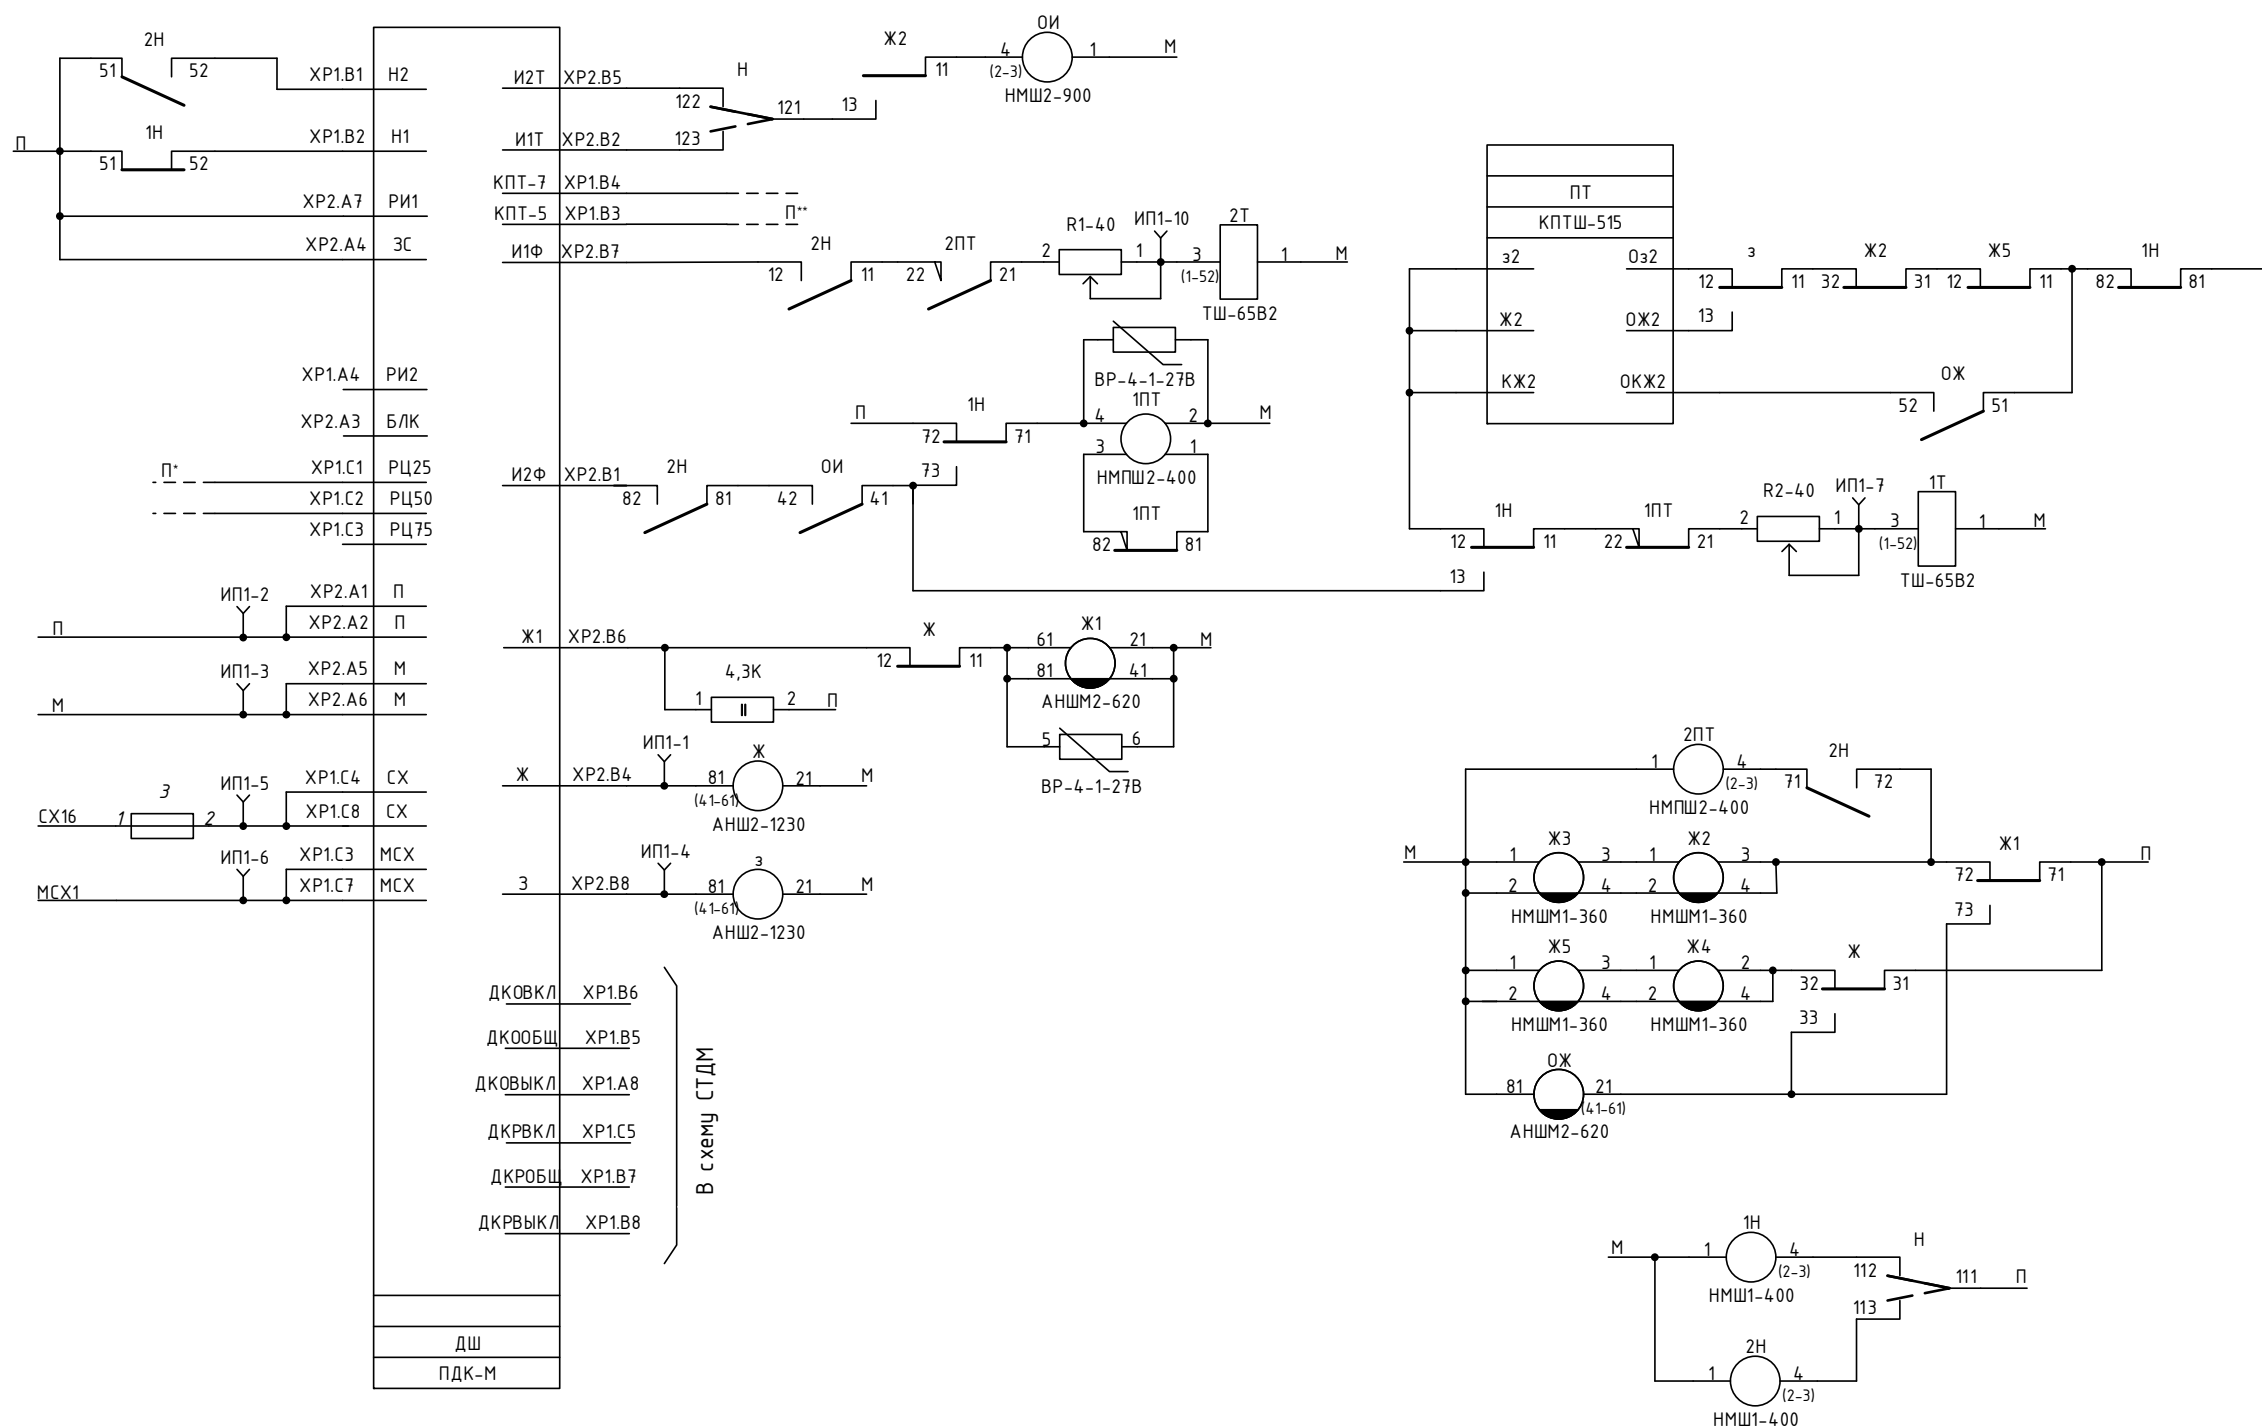 2Н
51
52
ХР1.В1
Н2
П
1Н
51
52
ХР1.В2
Н1
ХР2.А7
РИ1
ХР2.А4
ЗС
ХР1.А4
РИ2
ХР2.А3
БЛК
П*
ХР1.С1
РЦ25
ХР1.С2
РЦ50
ХР1.С3
РЦ75
ИП1-2
ХР2.А1
П
П
ХР2.А2
П
ИП1-3
ХР2.А5
М
М
ХР2.А6
М
3
ИП1-5
ХР1.С4
СХ
СХ16
1
2
ХР1.С8
СХ
ИП1-6
ХР1.С3
МСХ
МСХ1
ХР1.С7
МСХ
ДШ
ПДК-М
И2Т
ХР2.В5
Н
122
121
13
И1Т
ХР2.В2
123
Ж2
11
4
(2-3)
ОИ
1
М
НМШ2-900
КПТ-7
ХР1.В4
КПТ-5
ХР1.В3
П**
И1Ф
ХР2.В7
2Н
12
11
2ПТ
22
21
2
R1-40
1
ИП1-10
3
(1-52)
2Т
1
М
ТШ-65В2
ВР-4-1-27В
П
1Н
72
71
4
1ПТ
2
М
3
1
73
НМПШ2-400
1ПТ
82
81
И2Ф
ХР2.В1
2Н
82
81
ОИ
42
41
Ж1
ХР2.В6
Ж
12
11
61
Ж1
21
М
81
41
АНШМ2-620
5
6
ВР-4-1-27В
4,3К
1
2
П
Ж
ХР2.В4
ИП1-1
81
(41-61)
Ж
21
М
АНШ2-1230
З
ХР2.В8
ИП1-4
81
(41-61)
з
21
М
АНШ2-1230
ДКОВКЛ
ХР1.В6
ДКООБЩ
ХР1.В5
ДКОВЫКЛ
ХР1.А8
ДКРВКЛ
ХР1.С5
ДКРОБЩ
ХР1.В7
ДКРВЫКЛ
ХР1.В8
В схему СТДМ
ПТ
КПТШ-515
з2
Оз2
12
з
11
32
Ж2
31
12
Ж5
11
82
1Н
81
Ж2
ОЖ2
13
КЖ2
ОКЖ2
52
ОЖ
51
1Н
12
11
13
1ПТ
22
21
2
R2-40
1
ИП1-7
3
(1-52)
1Т
1
М
ТШ-65В2
1
2ПТ
4
(2-3)
НМПШ2-400
2Н
71
72
М
1
Ж3
3
1
Ж2
3
2
4
2
4
НМШМ1-360
НМШМ1-360
Ж1
72
71
П
73
1
Ж5
3
1
Ж4
2
2
4
2
4
НМШМ1-360
НМШМ1-360
Ж
32
31
33
81
ОЖ
21
(41-61)
АНШМ2-620
М
1
1Н
4
(2-3)
НМШ1-400
Н
112
111
П
113
1
2Н
4
(2-3)
НМШ1-400